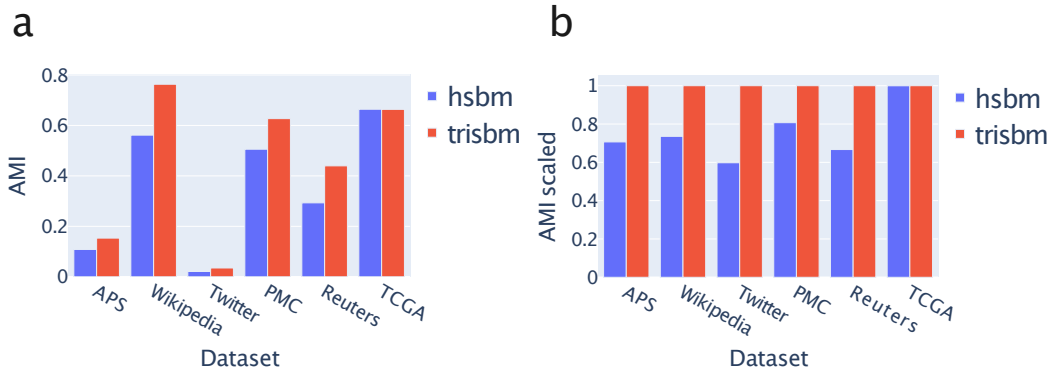 a
AMI
0.8
0.6
0.4
0.2
0
APS
Wikipedia
Twitter
PMC
Reuters
TCGA
Dataset
hsbm
trisbm
b
AMI scaled
1
0.8
0.6
0.4
0.2
0
APS
Wikipedia
Twitter
PMC
Reuters
TCGA
Dataset
hsbm
trisbm